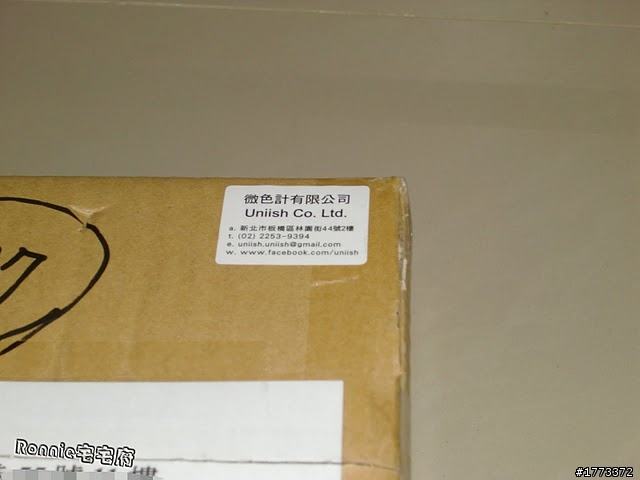 微色計有限公司
Uniish Co. Ltd.
a. 新北市板橋區林園街44號2樓
t. (02) 2253-9394
e. uniish.uniish@gmail.com
w. www.facebook.com/uniish
7
Ronnie宅宅府
#1773372